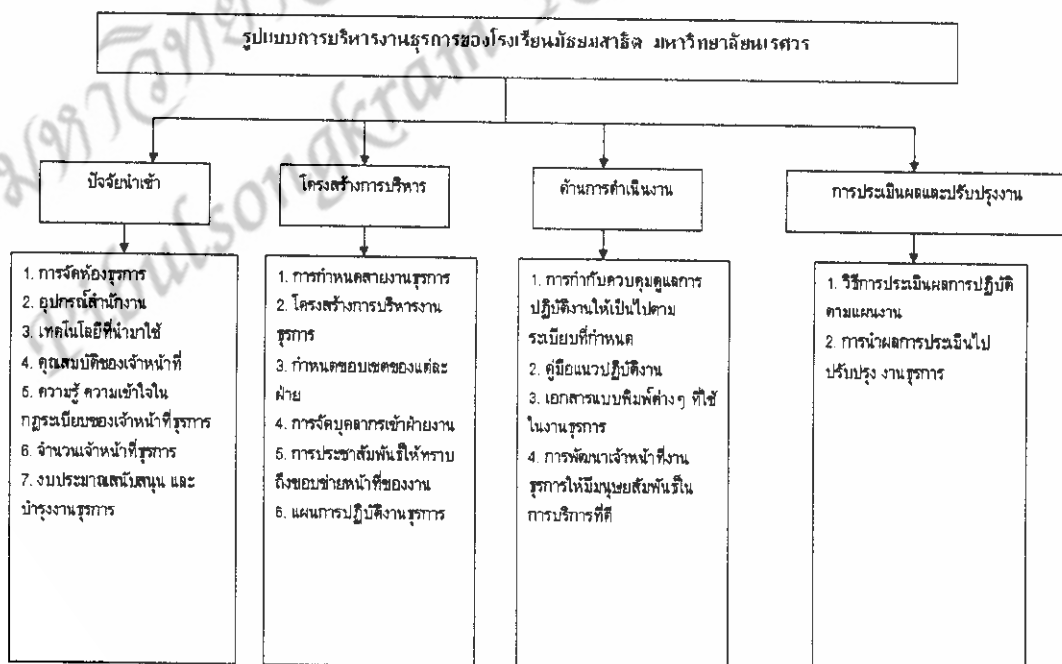 รูปแบบการบริหารงานธุรการของโรงเรียนมัธยมสาธิต มหาวิทยาลัยนเรศวร
ปัจจัยนำเข้า
1. การจัดห้องธุรการ
2. อุปกรณ์สำนักงาน
3. เทคโนโลยีที่นำมาใช้
4. คุณสมบัติของเจ้าหน้าที่
5. ความรู้ ความเข้าใจใน
กฎระเบียบของเจ้าหน้าที่ธุรการ
6. จำนวนเจ้าหน้าที่ธุรการ
7. งบประมาณสนับสนุน และ
บำรุงงานธุรการ
โครงสร้างการบริหาร
1. การกำหนดสายงานธุรการ
2. โครงสร้างการบริหารงาน
ธุรการ
3. กำหนดขอบเขตของแต่ละ
ฝ่าย
4. การจัดบุคลากรเข้าฝ่ายงาน
5. การประชาสัมพันธ์ให้ทราบ
ถึงขอบข่ายหน้าที่ของงาน
6. แผนการปฏิบัติงานธุรการ
ด้านการดำเนินงาน
1. การกำกับควบคุมดูแลการ
ปฏิบัติงานให้เป็นไปตาม
ระเบียบที่กำหนด
2. คู่มือแนวปฏิบัติงาน
3. เอกสารแบบพิมพ์ต่างๆ ที่ใช้
ในงานธุรการ
4. การพัฒนาเจ้าหน้าที่งาน
ธุรการให้มีมนุษยสัมพันธ์ใน
การบริการที่ดี
การประเมินผลและปรับปรุงงาน
1. วิธีการประเมินผลการปฏิบัติ
ตามแผนงาน
2. การนำผลการประเมินไป
ปรับปรุง งานธุรการ
Pibulsongkram